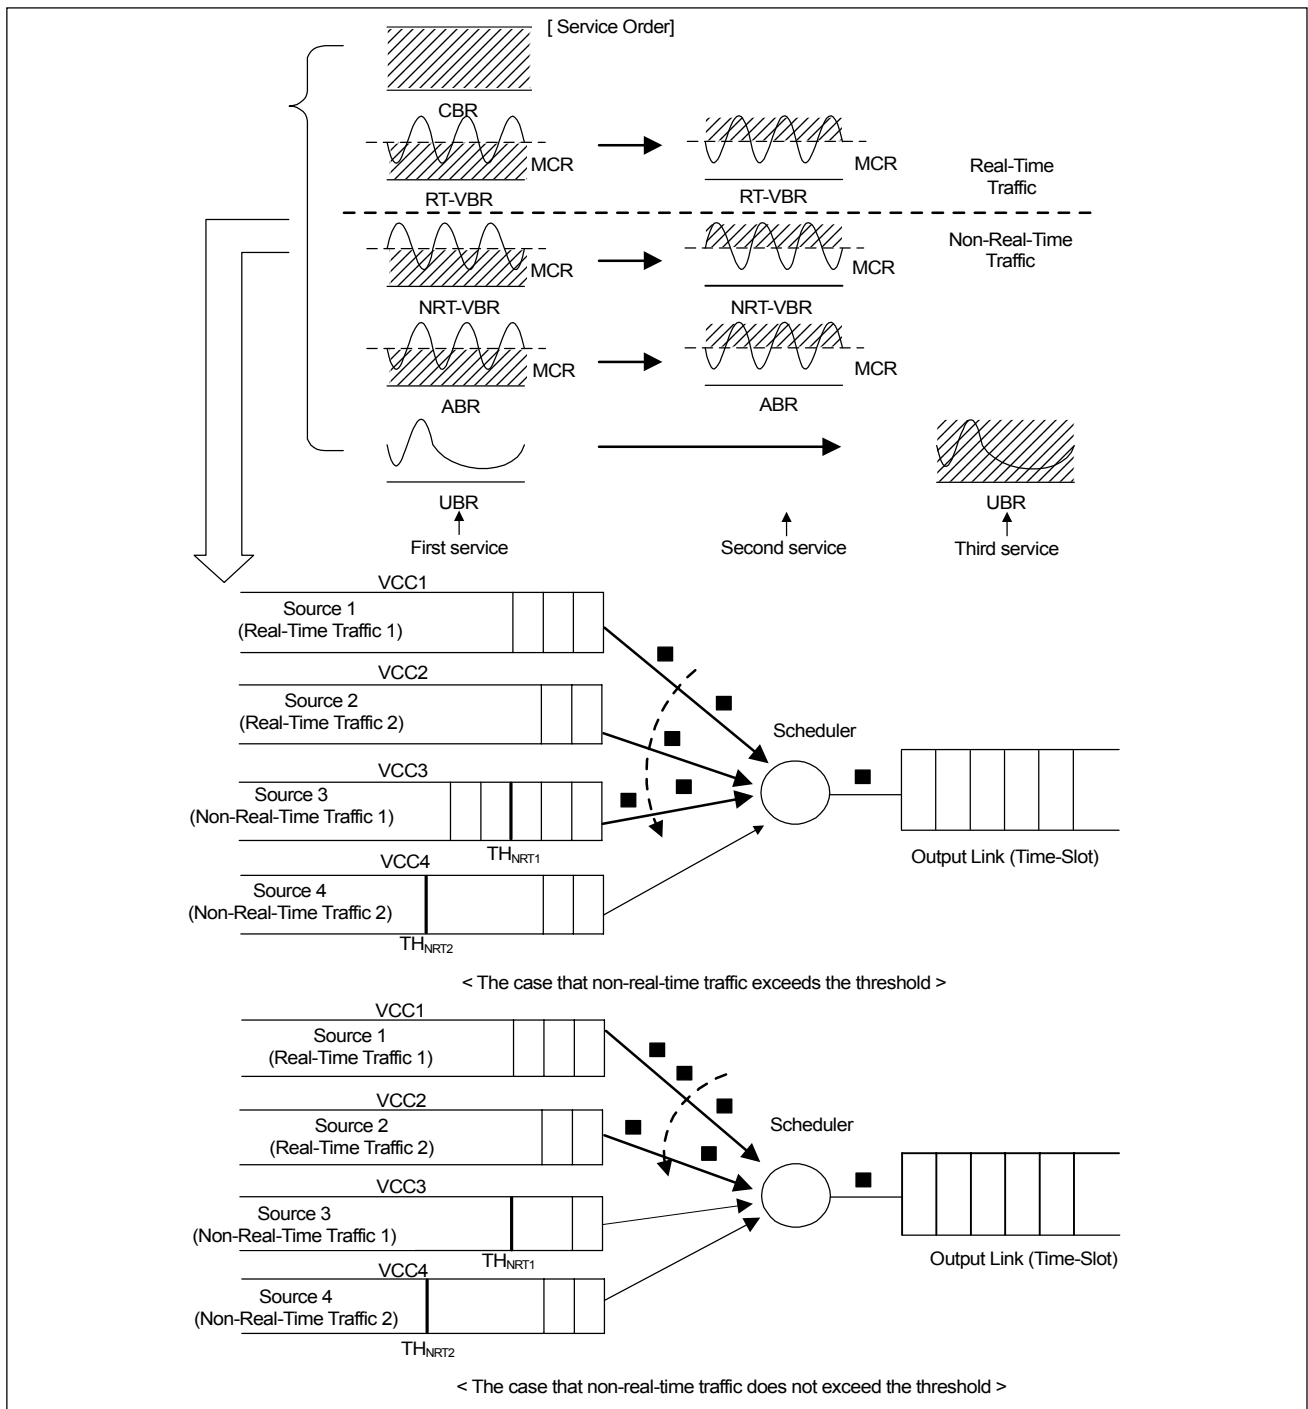 [ Service Order]
CBR
MCR
RT-VBR
MCR
RT-VBR
Real-Time
Traffic
Non-Real-Time
Traffic
MCR
NRT-VBR
MCR
NRT-VBR
MCR
ABR
MCR
ABR
UBR
UBR
First service
Second service
Third service
VCC1
Source 1
(Real-Time Traffic 1)
VCC2
Source 2
(Real-Time Traffic 2)
VCC3
Source 3
(Non-Real-Time Traffic 1)
THNRT1
VCC4
Source 4
(Non-Real-Time Traffic 2)
THNRT2
Scheduler
Output Link (Time-Slot)
< The case that non-real-time traffic exceeds the threshold >
VCC1
Source 1
(Real-Time Traffic 1)
VCC2
Source 2
(Real-Time Traffic 2)
VCC3
Source 3
(Non-Real-Time Traffic 1)
THNRT1
VCC4
Source 4
(Non-Real-Time Traffic 2)
THNRT2
Scheduler
Output Link (Time-Slot)
< The case that non-real-time traffic does not exceed the threshold >